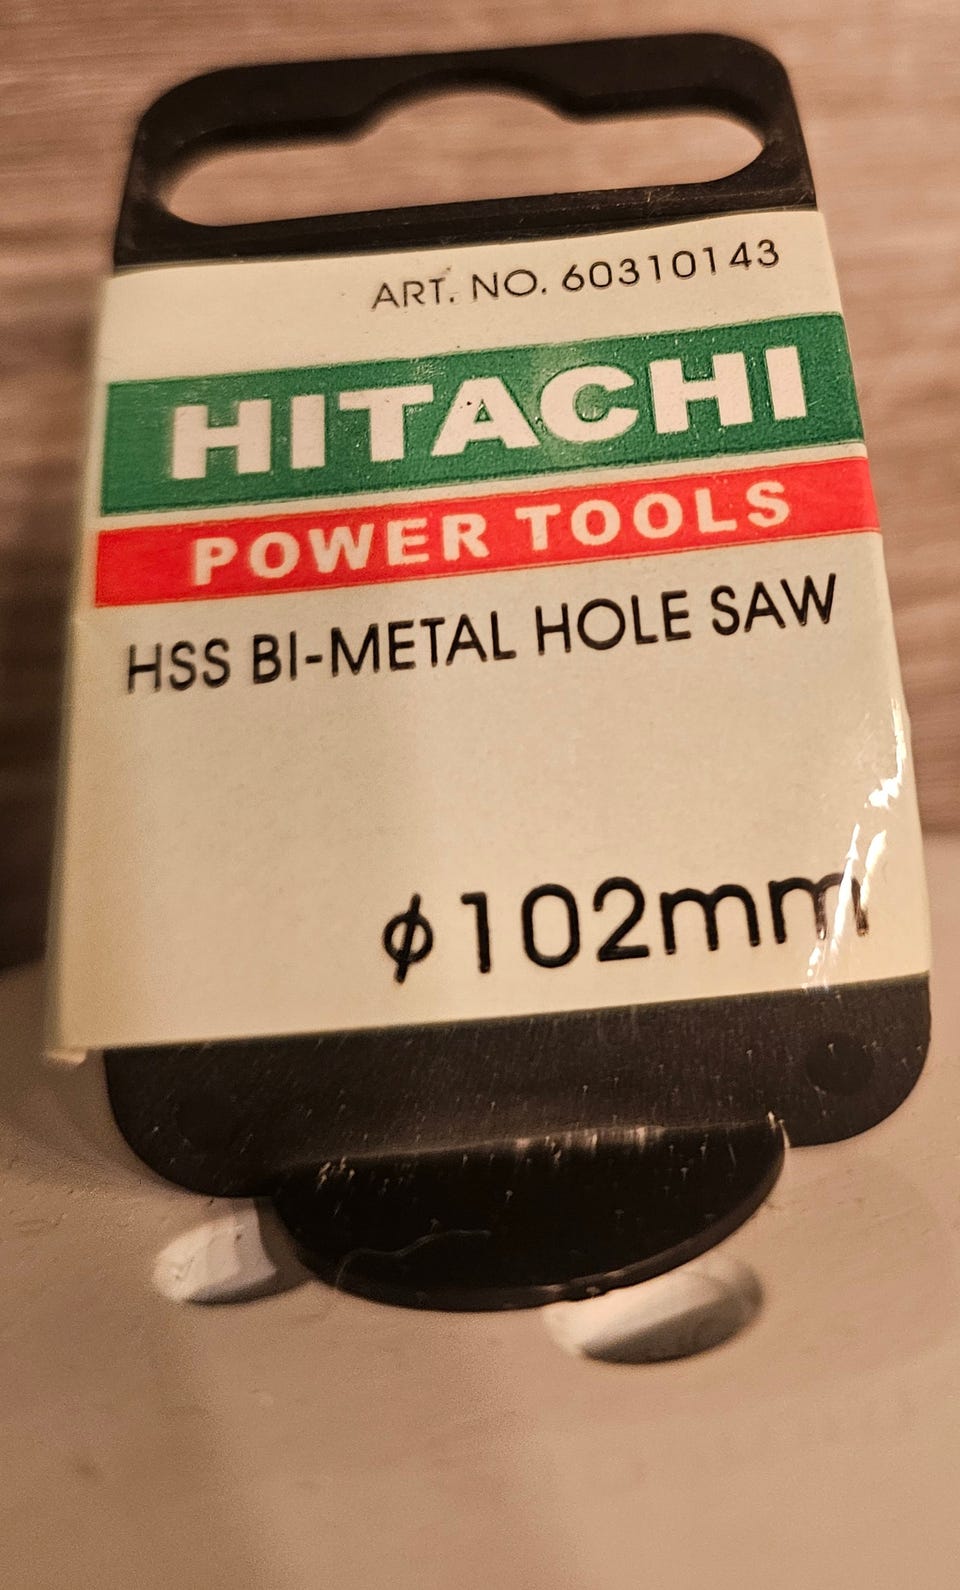 ART. NO. 60310143
HITACHI
POWER TOOLS
HSS BI-METAL HOLE SAW
ϕ102mm